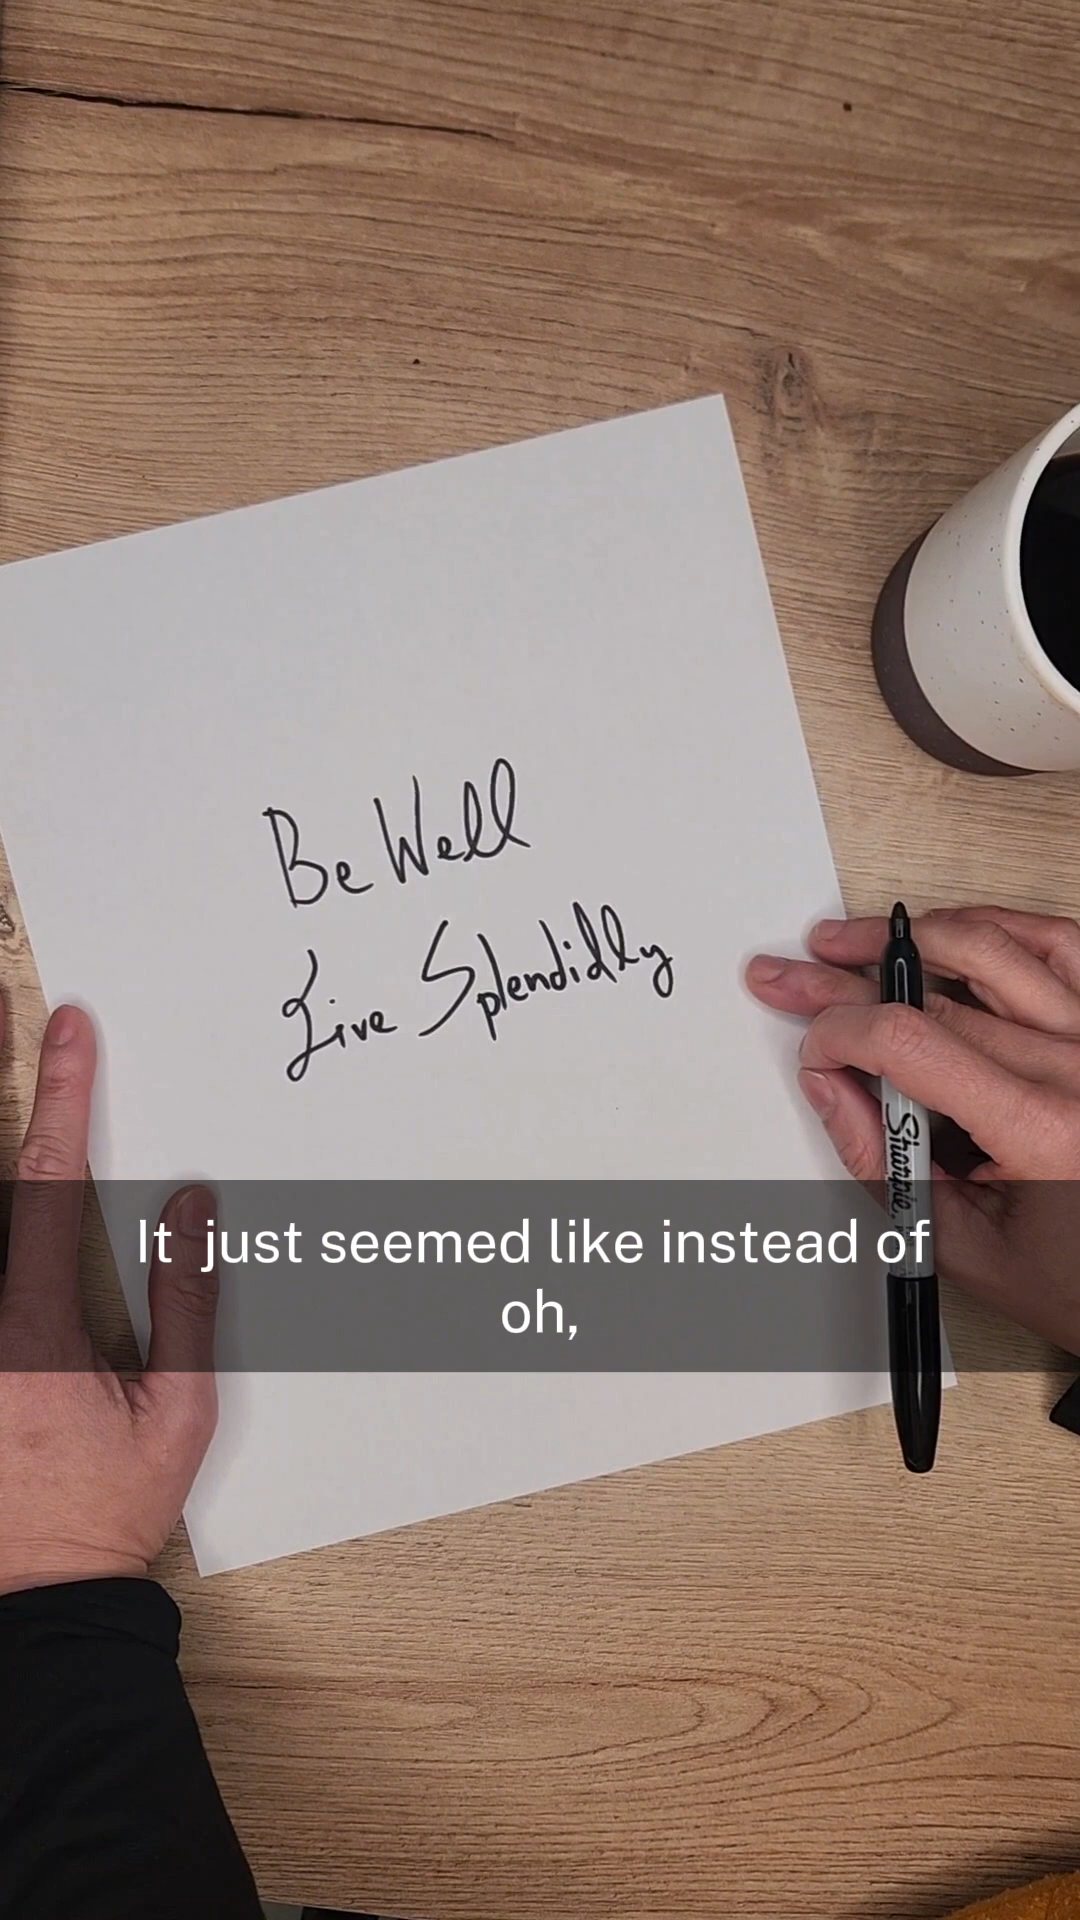 Be Well
Live Splendidly
Sharpie
It just seemed like instead of
oh,